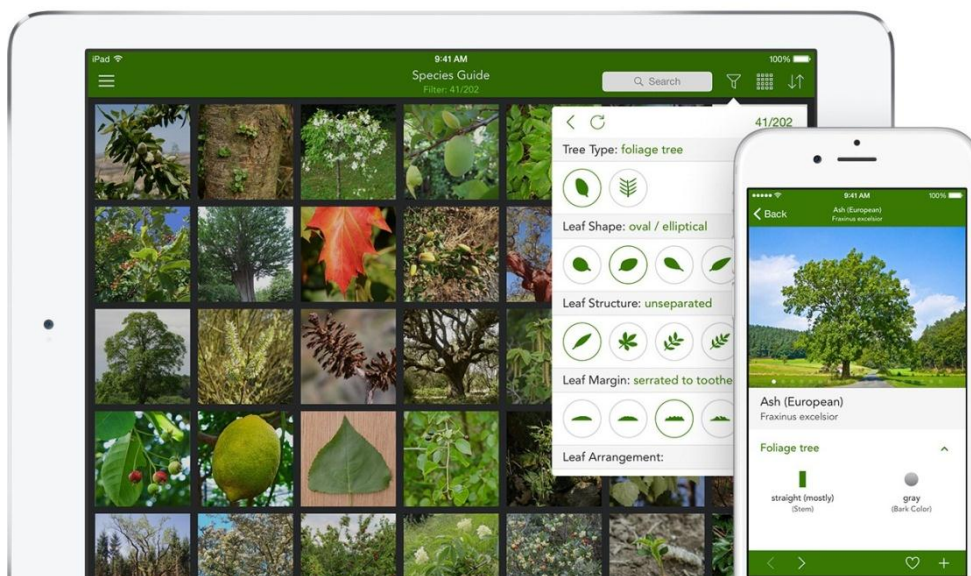 iPad
9:41 AM
100%
Species Guide
Filter: 41/202
Search
41/202
Tree Type: foliage tree
Leaf Shape: oval / elliptical
Leaf Structure: unseparated
Leaf Margin: serrated to toothe
Leaf Arrangement:
9:41 AM
100%
Back
Ash (European)
Fraxinus excelsior
Ash (European)
Fraxinus excelsior
Foliage tree
straight (mostly)
(Stem)
gray
(Bark Color)